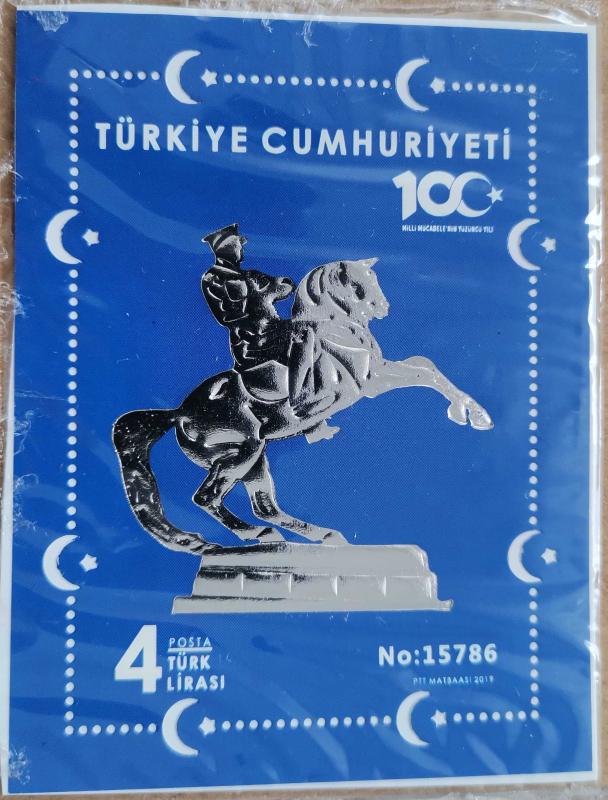 TÜRKİYE CUMHURİYETİ
100
MİLLİ MÜCADELE'NİN YÜZÜNCÜ YILI
4 POSTA
TÜRK
LİRASI
No:15786
PTT MATBAASI 2019